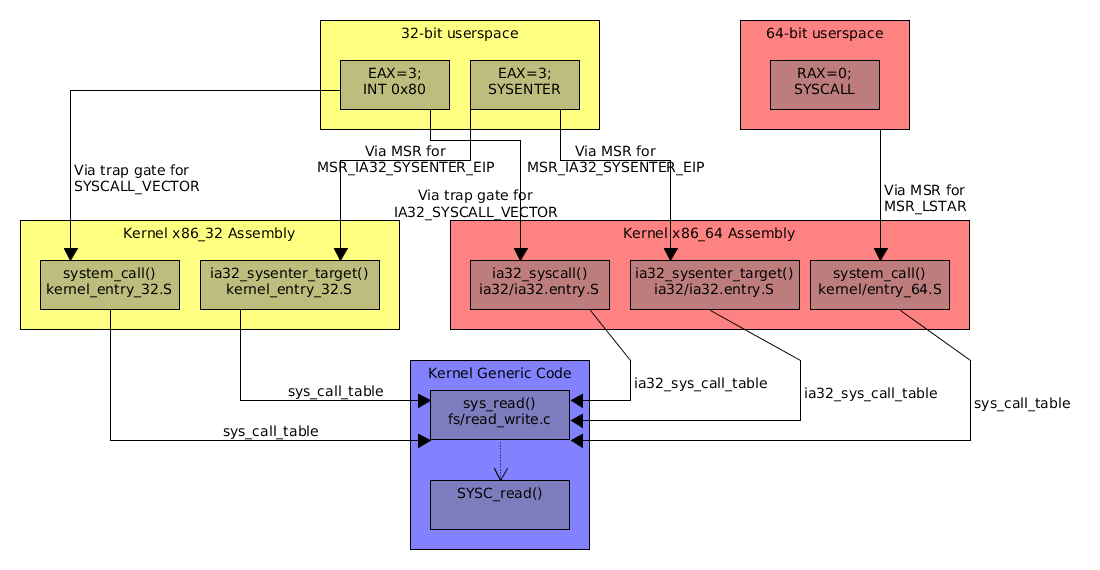 32-bit userspace
64-bit userspace
EAX=3;
INT 0x80
EAX=3;
SYSENTER
RAX=0;
SYSCALL
Via trap gate for
SYSCALL_VECTOR
Via MSR for
MSR_IA32_SYSENTER_EIP
Via MSR for
MSR_IA32_SYSENTER_EIP
Via trap gate for
IA32_SYSCALL_VECTOR
Via MSR for
MSR_LSTAR
Kernel x86_32 Assembly
system_call()
kernel_entry_32.S
ia32_sysenter_target()
kernel_entry_32.S
Kernel x86_64 Assembly
ia32_syscall()
ia32/ia32.entry.S
ia32_sysenter_target()
ia32/ia32.entry.S
system_call()
kernel/entry_64.S
Kernel Generic Code
sys_read()
fs/read_write.c
SYSC_read()
sys_call_table
sys_call_table
ia32_sys_call_table
ia32_sys_call_table
sys_call_table